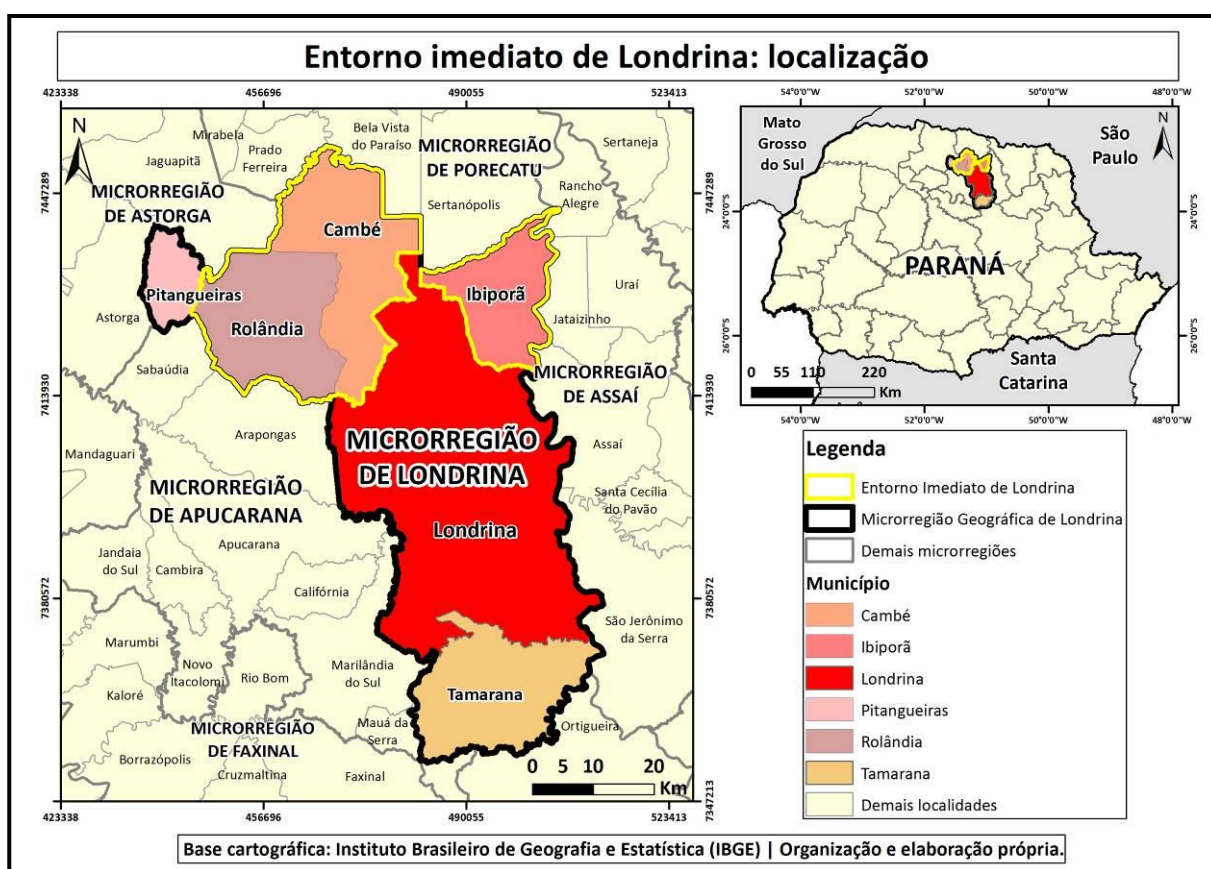 Entorno imediato de Londrina: localização
423338
456696
490055
523413
N
Mirabela
Prado
Ferreira
Bela Vista
do Paraíso
MICRORREGIÃO
DE PORECATU
Sertaneja
Jaguapitã
MICRORREGIÃO
DE ASTORGA
Sertanópolis
Rancho
Alegre
7447289
7447289
Cambé
Pitangueiras
Ibiporã
Uraí
Astorga
Rolândia
Jataizinho
Sabaúdia
MICRORREGIÃO
DE ASSAÍ
7413930
7413930
Arapongas
Mandaguari
MICRORREGIÃO
DE LONDRINA
Assaí
MICRORREGIÃO
DE APUCARANA
Santa Cecília
do Pavão
Londrina
Apucarana
Jandaia
do Sul
Cambira
Califórnia
7380572
7380572
São Jerônimo
da Serra
Marumbi
Novo
Itacolomi
Rio Bom
Marilândia
do Sul
Kaloré
Tamarana
Mauá da
Serra
Ortigueira
MICRORREGIÃO
DE FAXINAL
Borrazópolis
Cruzmaltina
Faxinal
0 5 10 20
Km
7347213
7347213
423338
456696
490055
523413
54°0'0"W
52°0'0"W
50°0'0"W
48°0'0"W
Mato
Grosso
do Sul
São
Paulo
N
24°0'0"S
24°0'0"S
PARANÁ
26°0'0"S
26°0'0"S
Santa
Catarina
0 55 110 220
Km
54°0'0"W
52°0'0"W
50°0'0"W
48°0'0"W
Legenda
Entorno Imediato de Londrina
Microrregião Geográfica de Londrina
Demais microrregiões
Município
Cambé
Ibiporã
Londrina
Pitangueiras
Rolândia
Tamarana
Demais localidades
Base cartográfica: Instituto Brasileiro de Geografia e Estatística (IBGE) | Organização e elaboração própria.